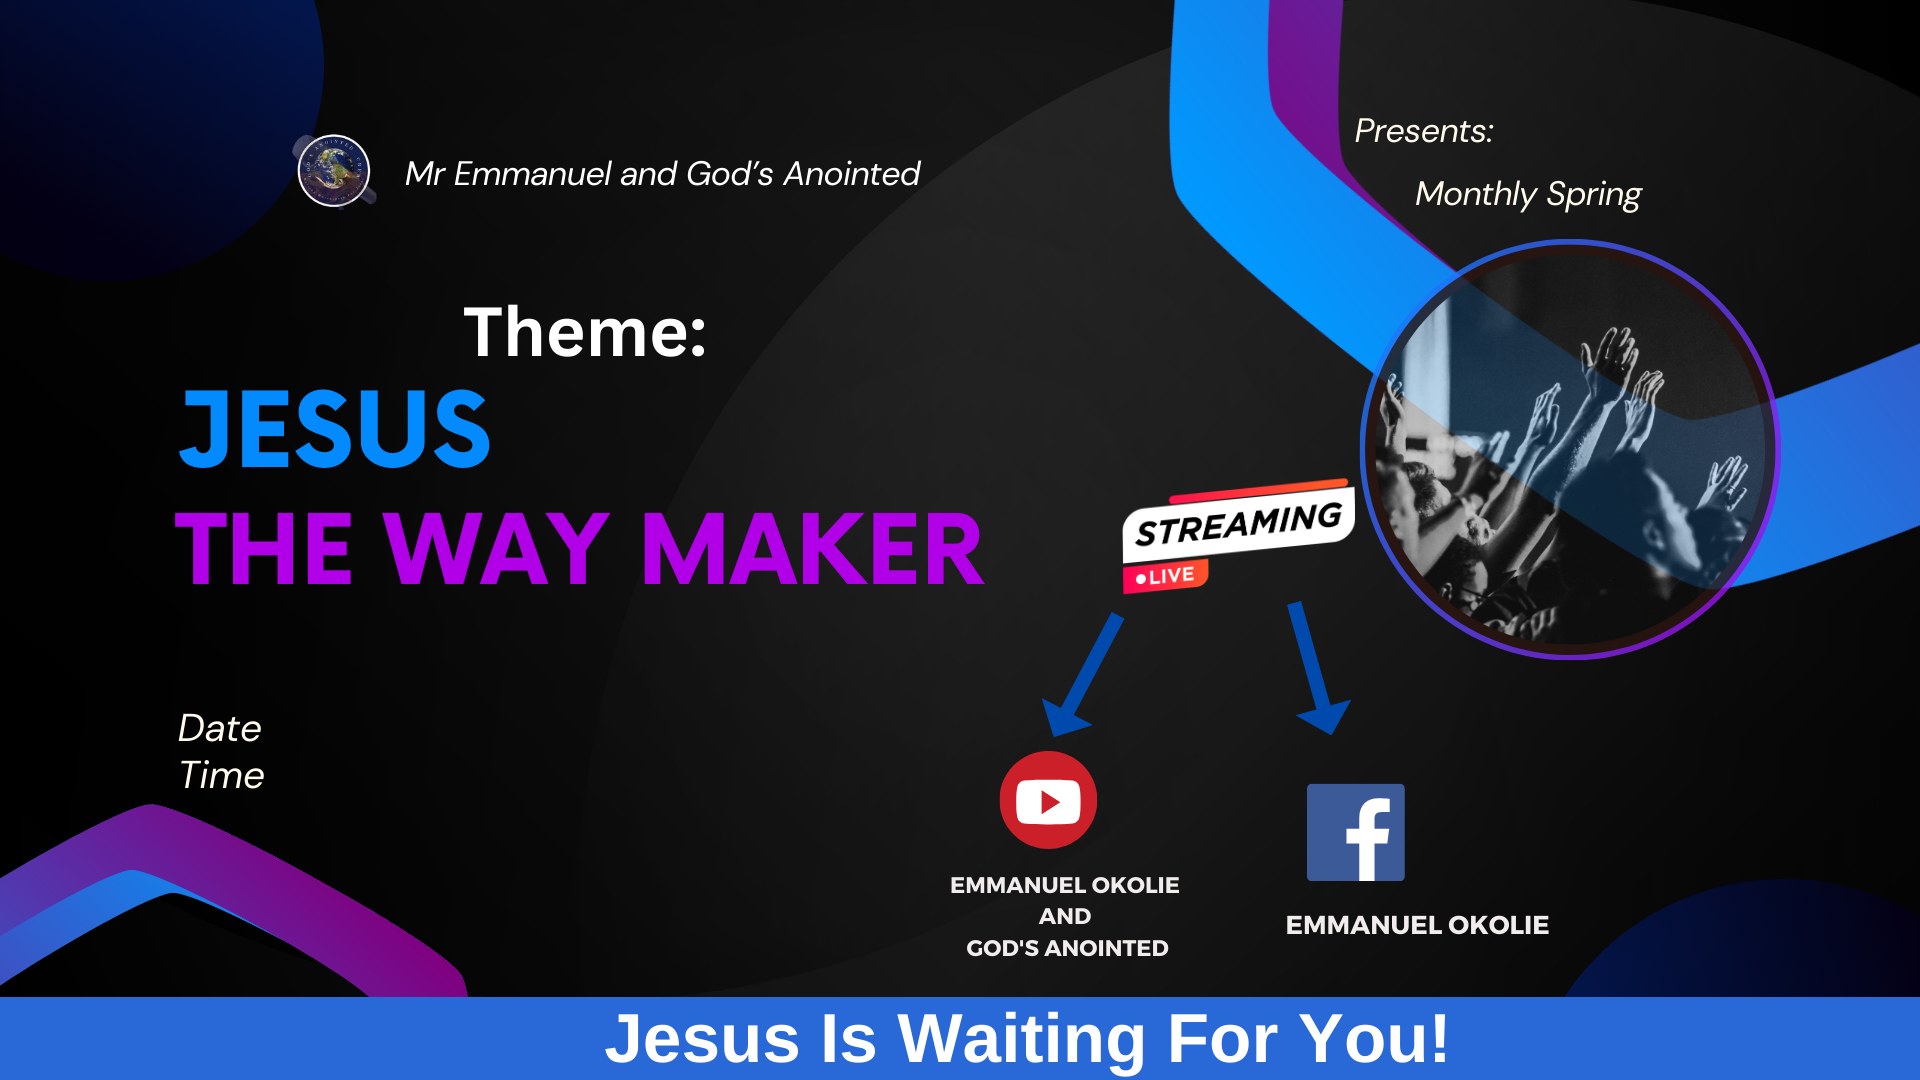 Mr Emmanuel and God’s Anointed
Presents:
Monthly Spring
Theme:
JESUS
THE WAY MAKER
STREAMING
LIVE
Date
Time
EMMANUEL OKOLIE
AND
GOD'S ANOINTED
EMMANUEL OKOLIE
Jesus Is Waiting For You!